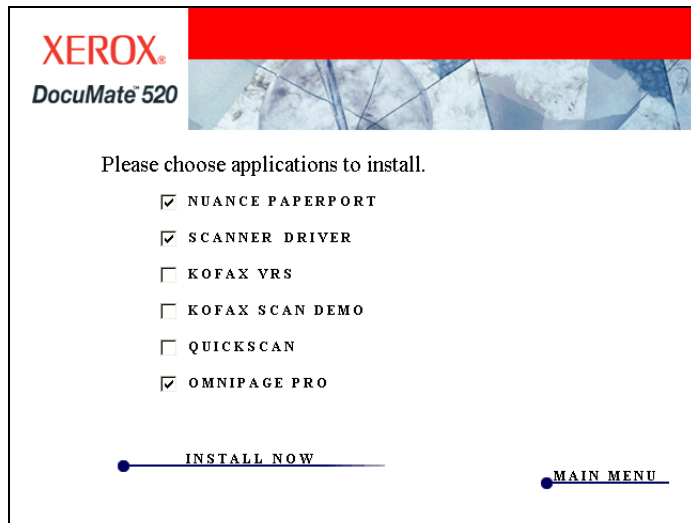 XEROX®
DocuMate™ 520
Please choose applications to install.
NUANCE PAPERPORT
SCANNER DRIVER
KOFAX VRS
KOFAX SCAN DEMO
QUICKSCAN
OMNIPAGE PRO
INSTALL NOW
MAIN MENU